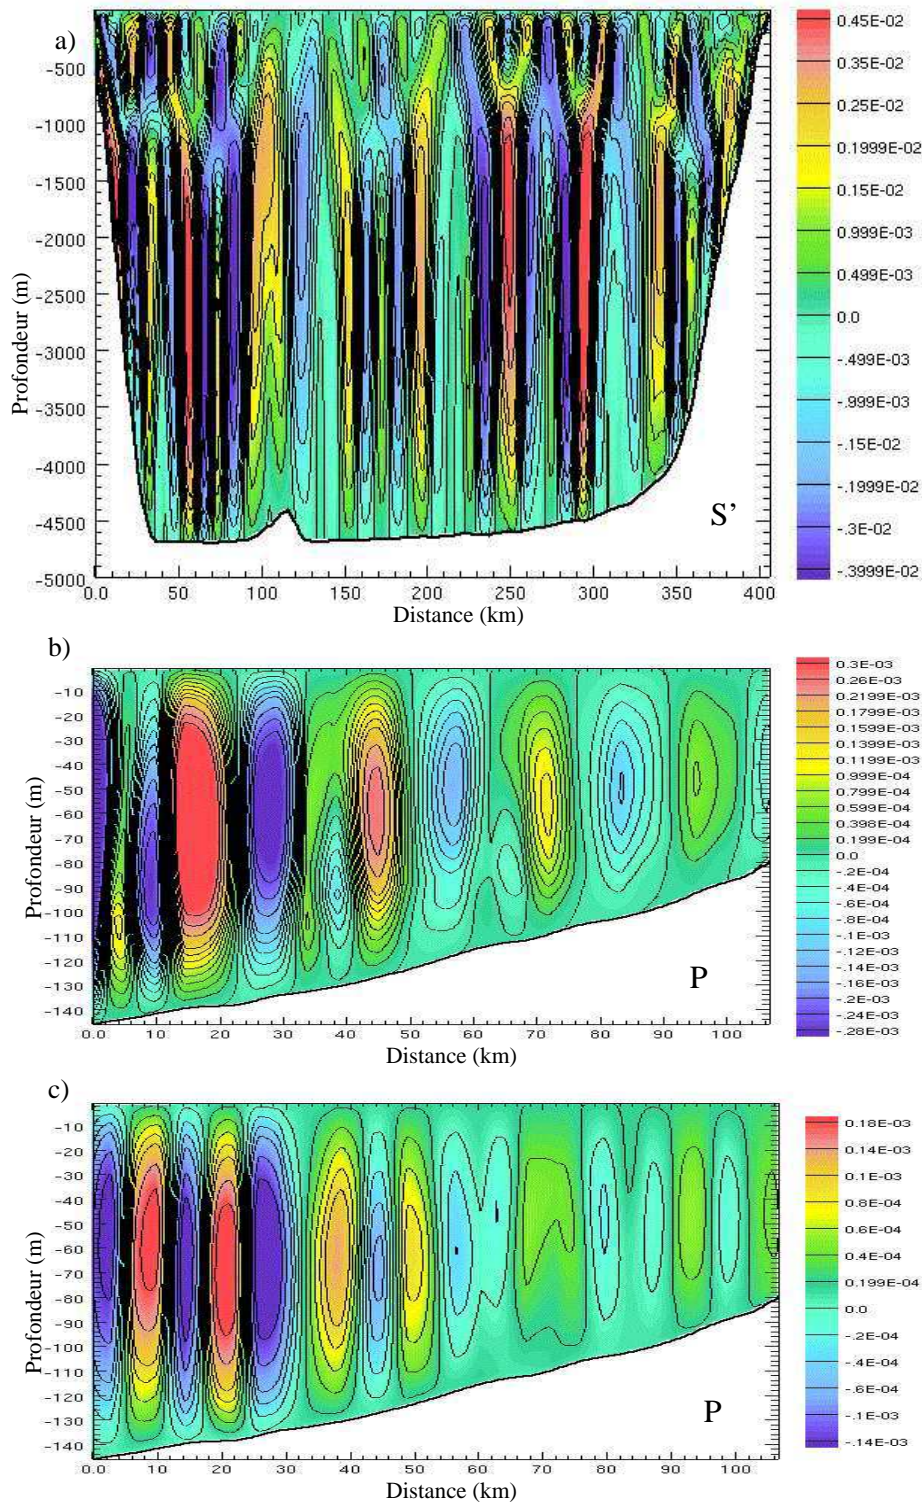 a)
-500
-1000
-1500
-2000
-2500
-3000
-3500
-4000
-4500
-5000
Profondeur (m)
0.0 50 100 150 200 250 300 350 400
Distance (km)
S’
0.45E-02
0.35E-02
0.25E-02
0.1999E-02
0.15E-02
0.999E-03
0.499E-03
0.0
-.499E-03
-.999E-03
-.15E-02
-.1999E-02
-.3E-02
-.3999E-02
b)
-10
-20
-30
-40
-50
-60
-70
-80
-90
-100
-110
-120
-130
-140
Profondeur (m)
0.0 10 20 30 40 50 60 70 80 90 100
Distance (km)
P
0.3E-03
0.26E-03
0.2199E-03
0.1799E-03
0.1599E-03
0.1399E-03
0.1199E-03
0.999E-04
0.799E-04
0.599E-04
0.398E-04
0.199E-04
0.0
-.2E-04
-.4E-04
-.6E-04
-.8E-04
-.1E-03
-.12E-03
-.14E-03
-.16E-03
-.2E-03
-.24E-03
-.28E-03
c)
-10
-20
-30
-40
-50
-60
-70
-80
-90
-100
-110
-120
-130
-140
Profondeur (m)
0.0 10 20 30 40 50 60 70 80 90 100
Distance (km)
P
0.18E-03
0.14E-03
0.1E-03
0.8E-04
0.6E-04
0.4E-04
0.199E-04
0.0
-.2E-04
-.4E-04
-.6E-04
-.1E-03
-.14E-03